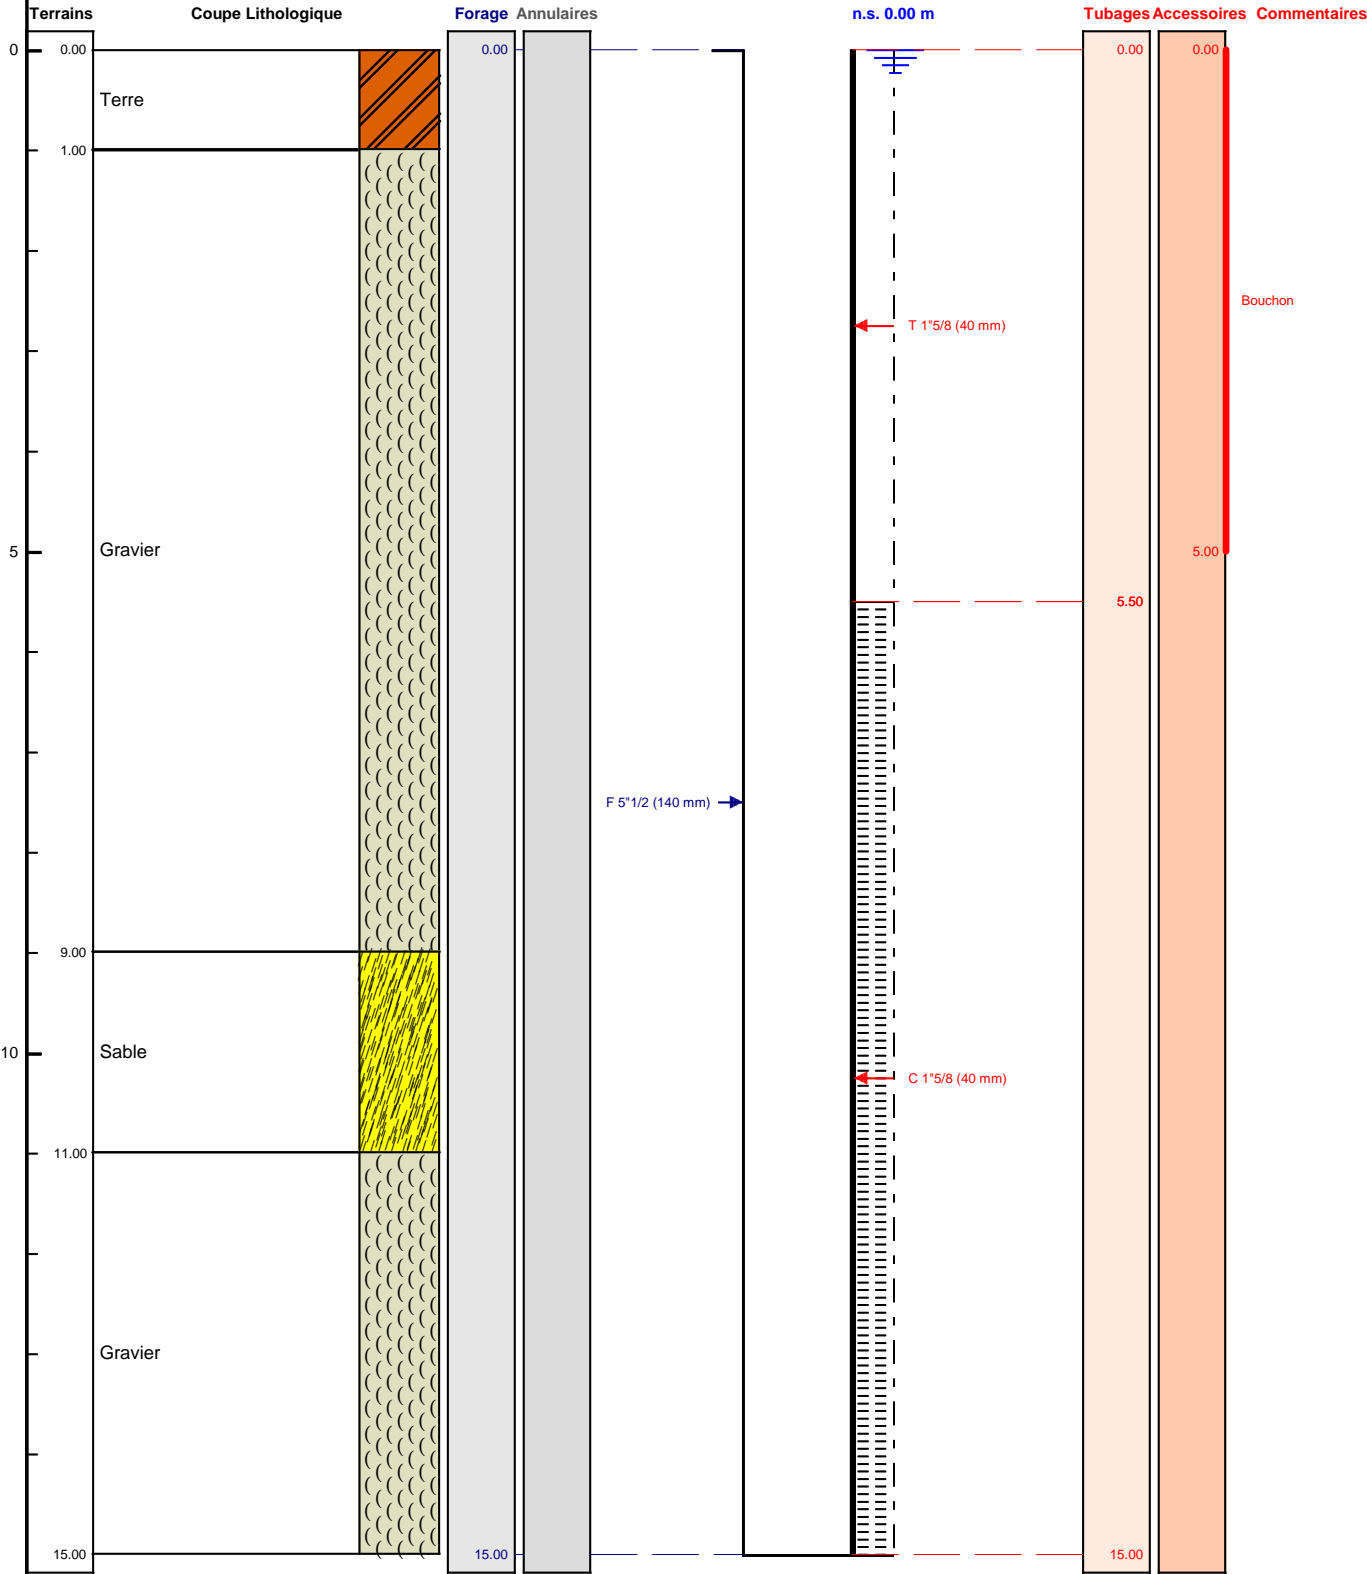 Terrains Coupe Lithologique Forage Annulaires n.s. 0.00 m Tubages Accessoires Commentaires
0 0.00 0.00 0.00 0.00
Terre
1.00
Bouchon
T 1"5/8 (40 mm)
5 Gravier 5.00
5.50
F 5"1/2 (140 mm)
9.00
10 Sable
C 1"5/8 (40 mm)
11.00
Gravier
15.00 15.00 15.00